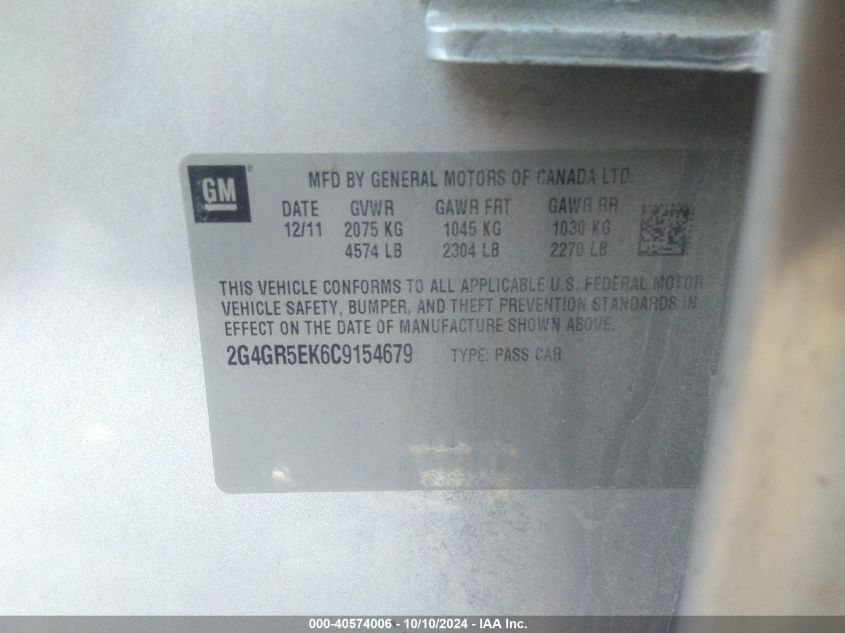 GM
MFD BY GENERAL MOTORS OF CANADA LTD.
DATE GVWR GAWR FRT GAWR RR
12/11 2075 KG 1045 KG 1030 KG
4574 LB 2304 LB 2270 LB
THIS VEHICLE CONFORMS TO ALL APPLICABLE U.S. FEDERAL MOTOR
VEHICLE SAFETY, BUMPER, AND THEFT PREVENTION STANDARDS IN
EFFECT ON THE DATE OF MANUFACTURE SHOWN ABOVE.
2G4GR5EK6C9154679 TYPE: PASS CAR
000-40574006 - 10/10/2024 - IAA Inc.